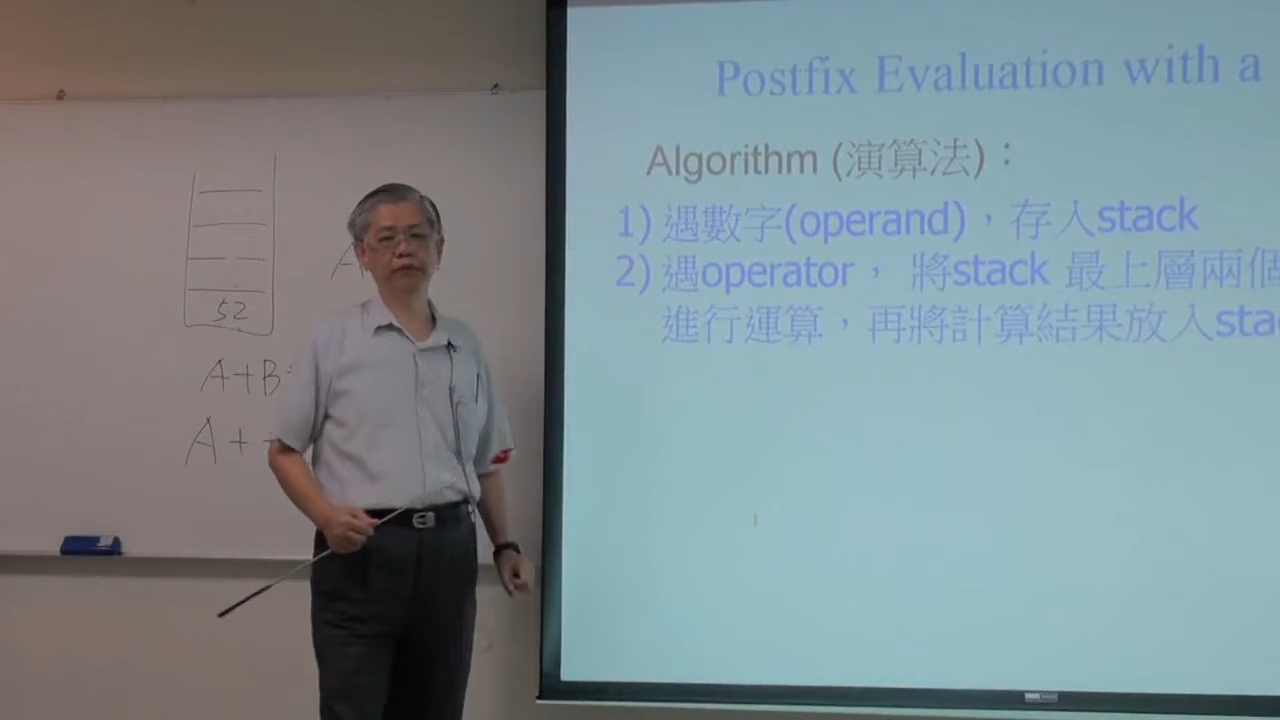 Postfix Evaluation with a
Algorithm (演算法)：
1) 遇數字(operand)，存入stack
2) 遇operator， 將stack 最上層兩個
進行運算，再將計算結果放入stac
52
A
A+B
A+